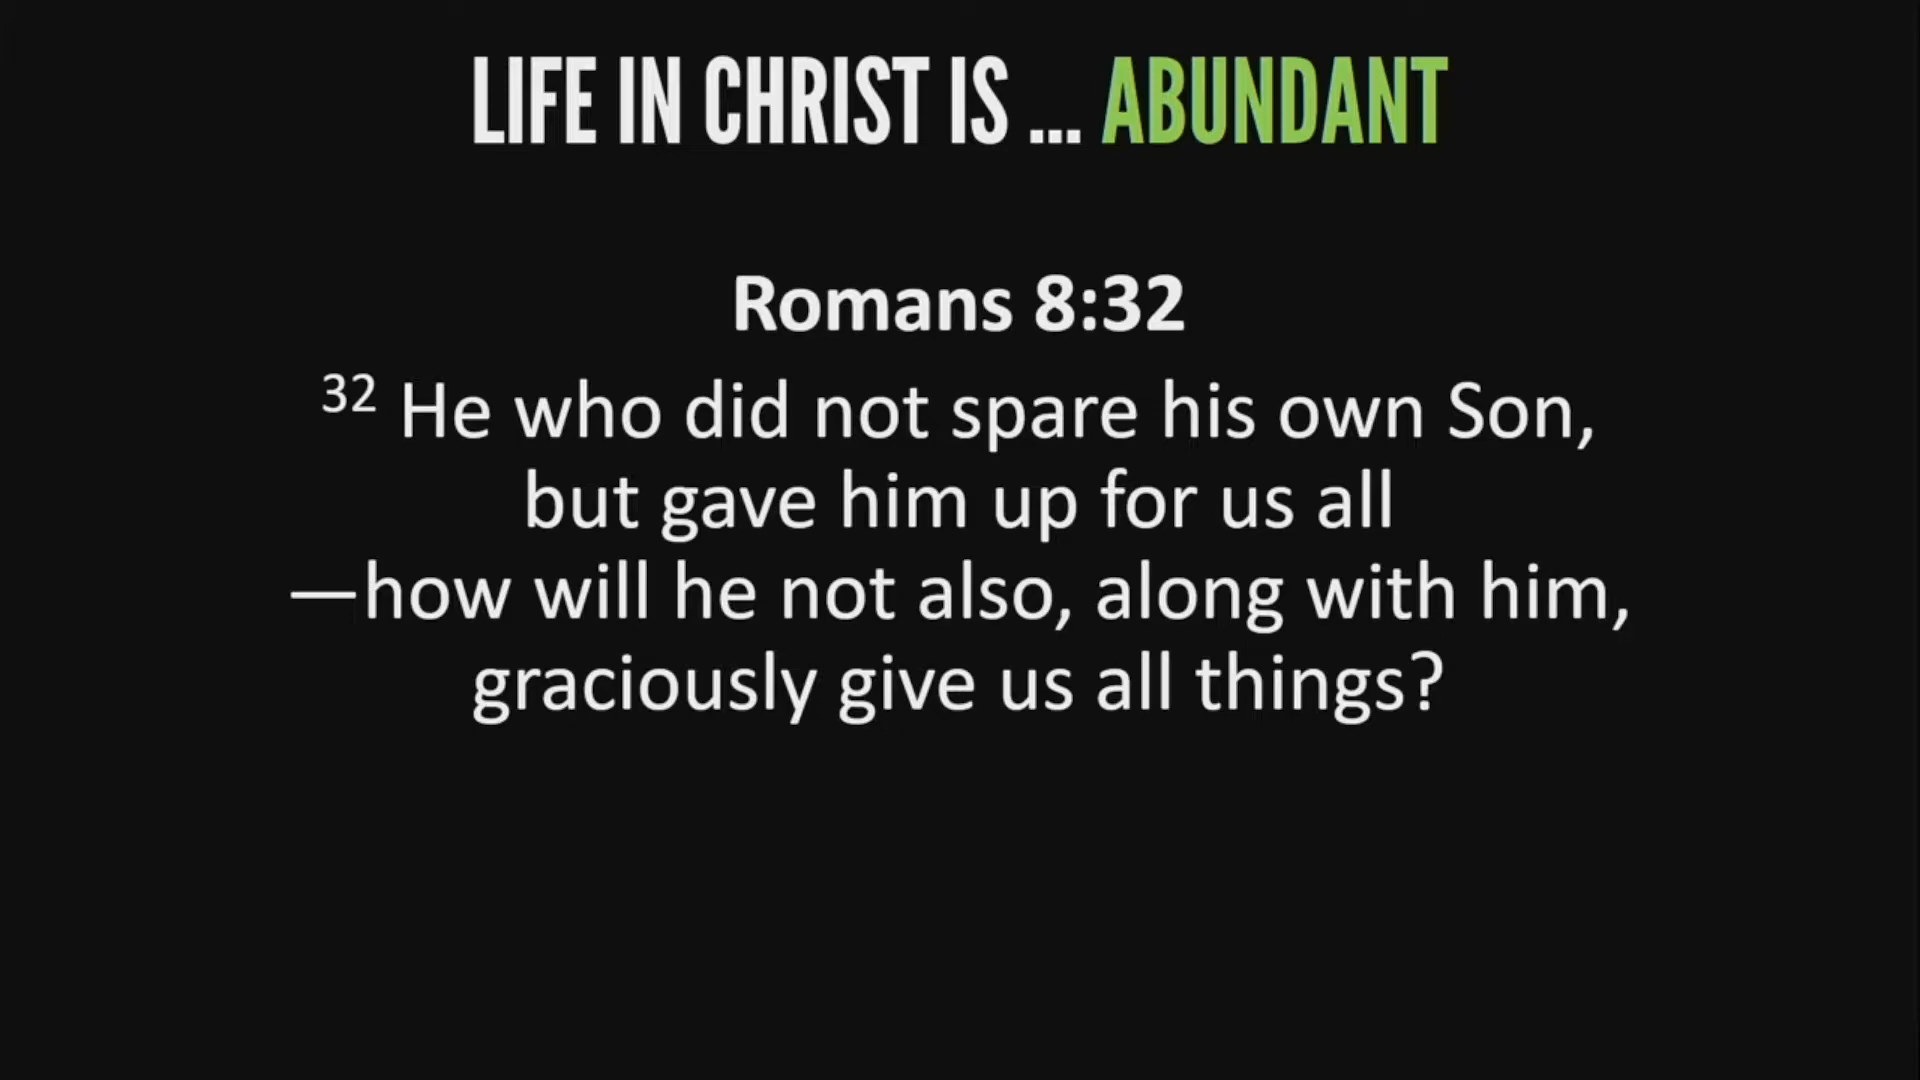 LIFE IN CHRIST IS ... ABUNDANT
Romans 8:32
32 He who did not spare his own Son,
but gave him up for us all
—how will he not also, along with him,
graciously give us all things?